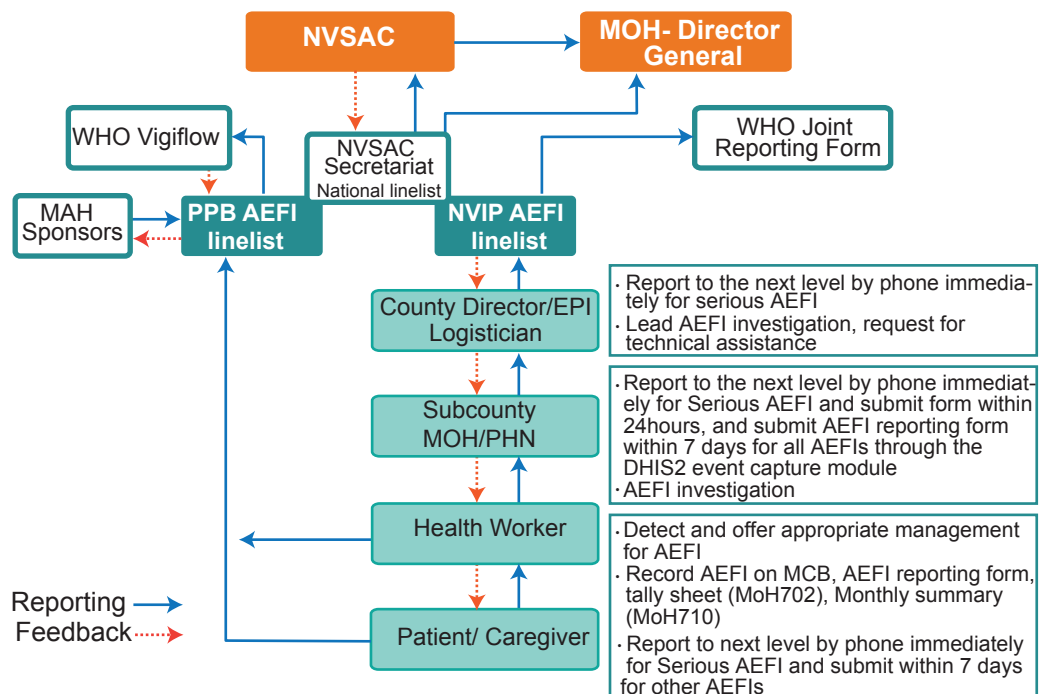 NVSAC
MOH- Director
General
WHO Vigiflow
NVSAC
Secretariat
National linelist
WHO Joint
Reporting Form
MAH
Sponsors
PPB AEFI
linelist
NVIP AEFI
linelist
County Director/EPI
Logistician
· Report to the next level by phone immedia-
tely for serious AEFI
· Lead AEFI investigation, request for
technical assistance
Subcounty
MOH/PHN
· Report to the next level by phone immediat-
ely for Serious AEFI and submit form within
24hours, and submit AEFI reporting form
within 7 days for all AEFIs through the
DHIS2 event capture module
· AEFI investigation
Health Worker
· Detect and offer appropriate management
for AEFI
· Record AEFI on MCB, AEFI reporting form,
tally sheet (MoH702), Monthly summary
(MoH710)
· Report to next level by phone immediately
for Serious AEFI and submit within 7 days
for other AEFIs
Patient/ Caregiver
Reporting
Feedback